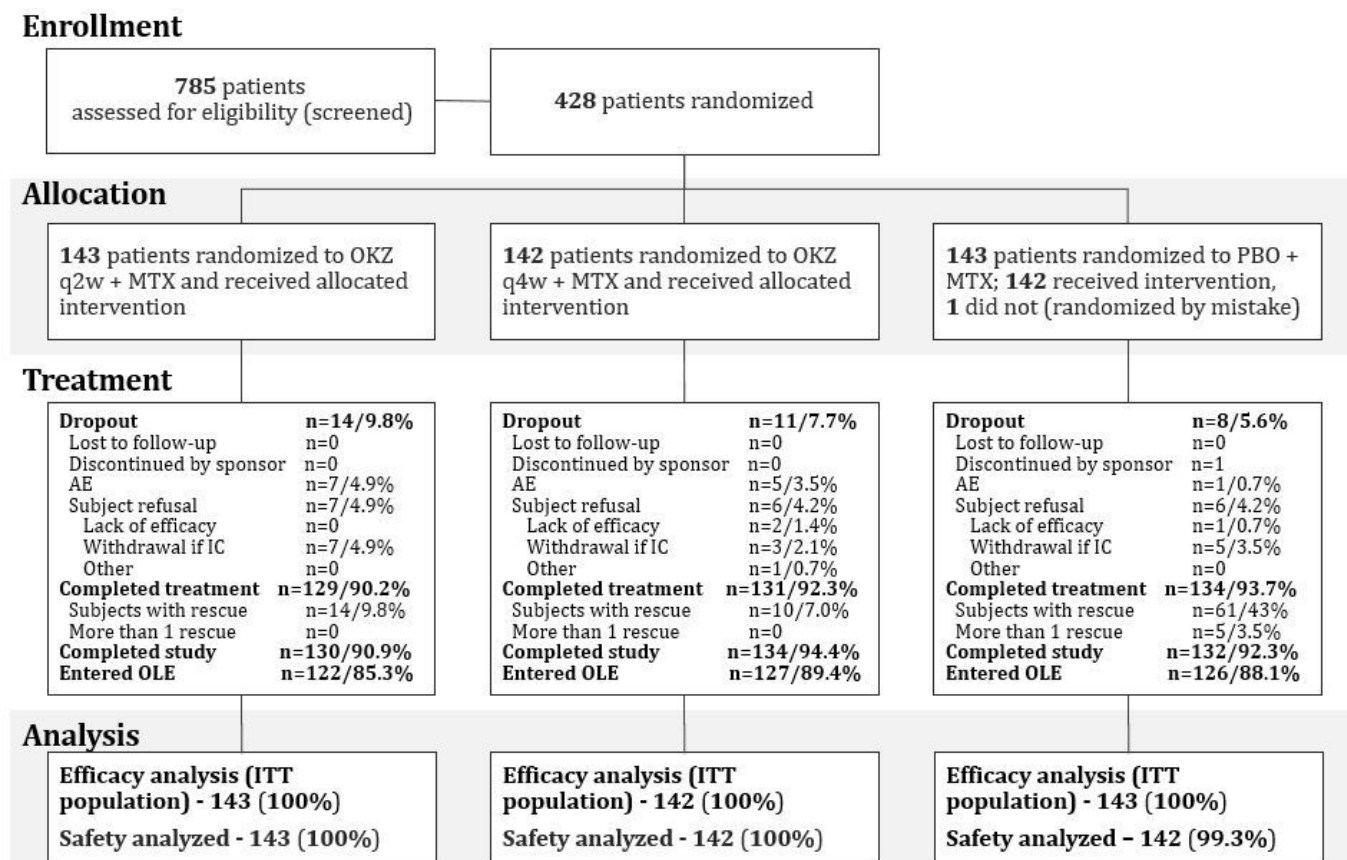 Enrollment
785 patients
assessed for eligibility (screened)
428 patients randomized
Allocation
143 patients randomized to OKZ
q2w + MTX and received allocated
intervention
142 patients randomized to OKZ
q4w + MTX and received allocated
intervention
143 patients randomized to PBO +
MTX; 142 received intervention,
1 did not (randomized by mistake)
Treatment
Dropout n=14/9.8%
Lost to follow-up n=0
Discontinued by sponsor n=0
AE n=7/4.9%
Subject refusal n=7/4.9%
Lack of efficacy n=0
Withdrawal if IC n=7/4.9%
Other n=0
Completed treatment n=129/90.2%
Subjects with rescue n=14/9.8%
More than 1 rescue n=0
Completed study n=130/90.9%
Entered OLE n=122/85.3%
Dropout n=11/7.7%
Lost to follow-up n=0
Discontinued by sponsor n=0
AE n=5/3.5%
Subject refusal n=6/4.2%
Lack of efficacy n=2/1.4%
Withdrawal if IC n=3/2.1%
Other n=1/0.7%
Completed treatment n=131/92.3%
Subjects with rescue n=10/7.0%
More than 1 rescue n=0
Completed study n=134/94.4%
Entered OLE n=127/89.4%
Dropout n=8/5.6%
Lost to follow-up n=0
Discontinued by sponsor n=1
AE n=1/0.7%
Subject refusal n=6/4.2%
Lack of efficacy n=1/0.7%
Withdrawal if IC n=5/3.5%
Other n=0
Completed treatment n=134/93.7%
Subjects with rescue n=61/43%
More than 1 rescue n=5/3.5%
Completed study n=132/92.3%
Entered OLE n=126/88.1%
Analysis
Efficacy analysis (ITT
population) - 143 (100%)
Safety analyzed - 143 (100%)
Efficacy analysis (ITT
population) - 142 (100%)
Safety analyzed - 142 (100%)
Efficacy analysis (ITT
population) - 143 (100%)
Safety analyzed – 142 (99.3%)